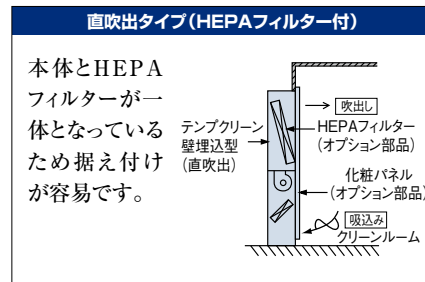 直吹出タイプ（HEPAフィルター付）
本体とHEPA
フィルターが一
体となっている
ため据え付け
が容易です。
テンプクリーン
壁埋込型
(直吹出)
吹出し
HEPAフィルター
(オプション部品)
化粧パネル
(オプション部品)
吸込み
クリーンルーム